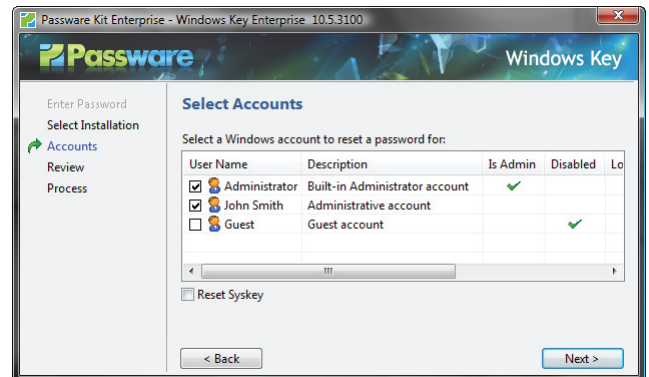 Passware Kit Enterprise - Windows Key Enterprise 10.5.3100
Passware
Windows Key
Enter Password
Select Installation
Accounts
Review
Process
Select Accounts
Select a Windows account to reset a password for:
User Name Description Is Admin Disabled Lo
Administrator Built-in Administrator account
John Smith Administrative account
Guest Guest account
Reset Syskey
< Back Next >